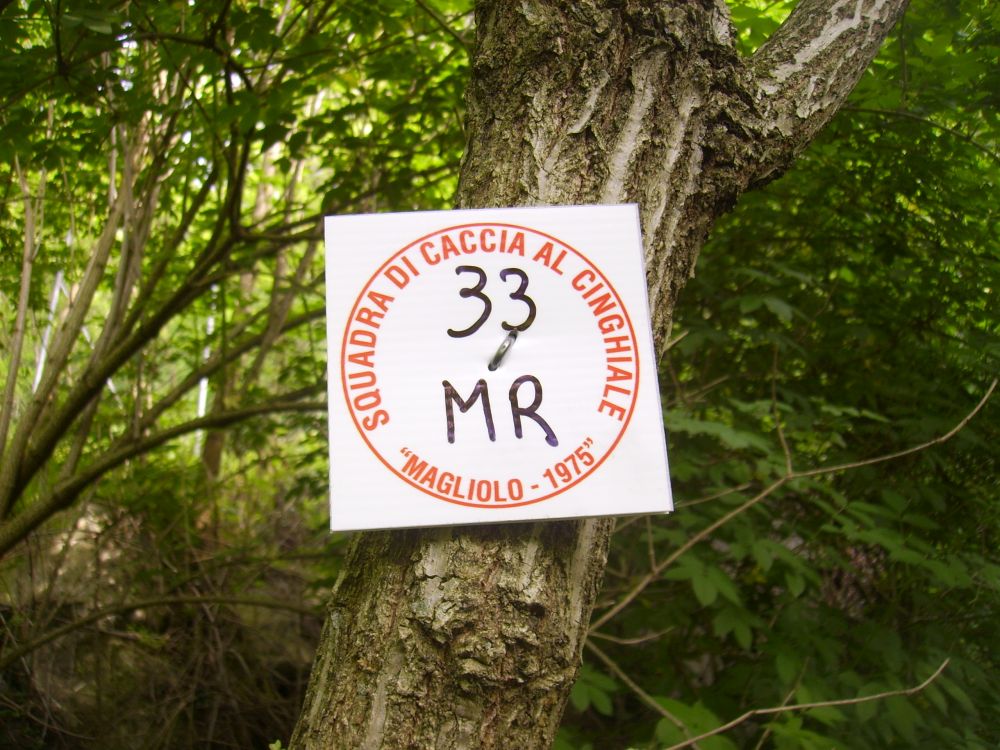 SQUADRA DI CACCIA AL CINGHIALE
33
MR
"MAGLIOLO - 1975"